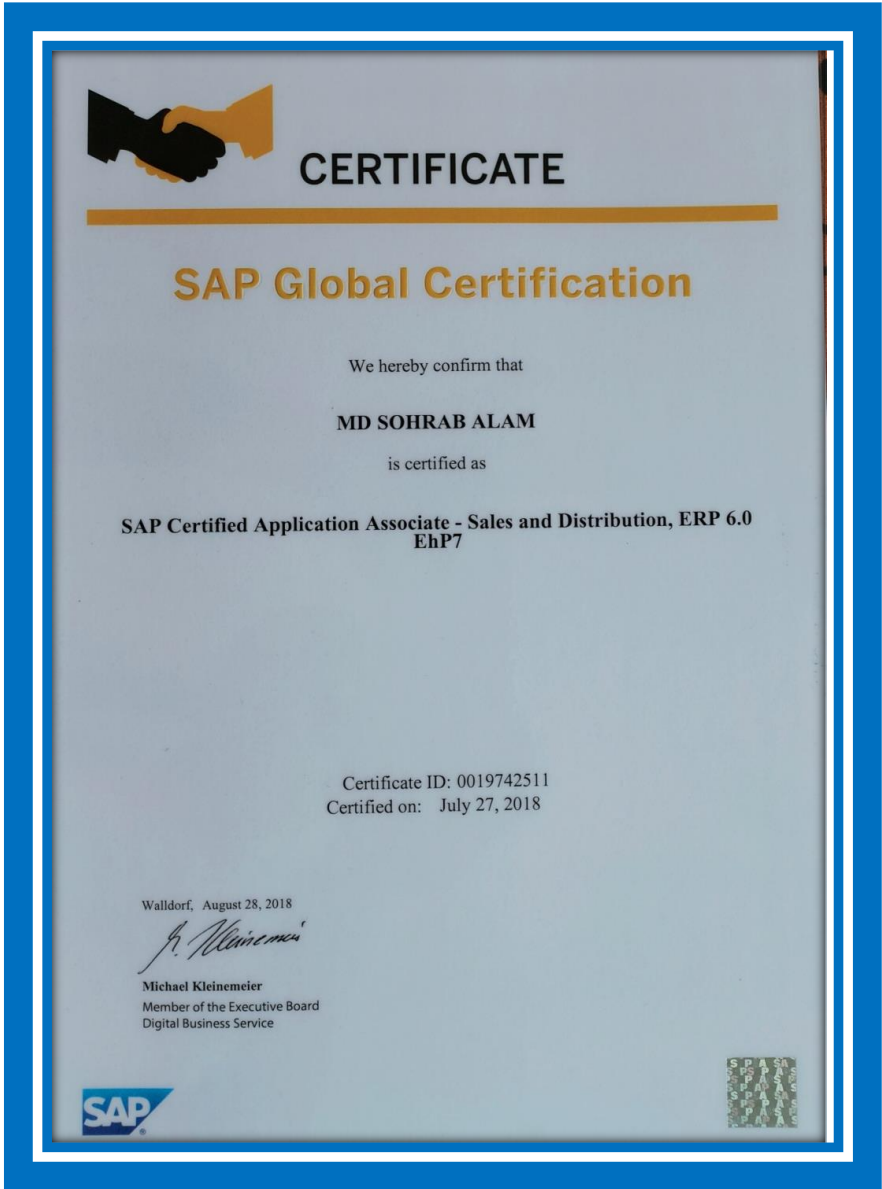 CERTIFICATE
SAP Global Certification
We hereby confirm that
MD SOHRAB ALAM
is certified as
SAP Certified Application Associate - Sales and Distribution, ERP 6.0
EhP7
Certificate ID: 0019742511
Certified on: July 27, 2018
Walldorf, August 28, 2018
Michael Kleinemeier
Member of the Executive Board
Digital Business Service
SAP